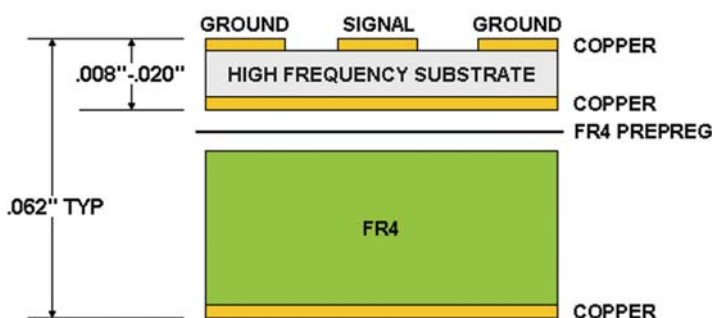 GROUND SIGNAL GROUND
COPPER
.008"-.020"
HIGH FREQUENCY SUBSTRATE
COPPER
FR4 PREPREG
.062" TYP
FR4
COPPER